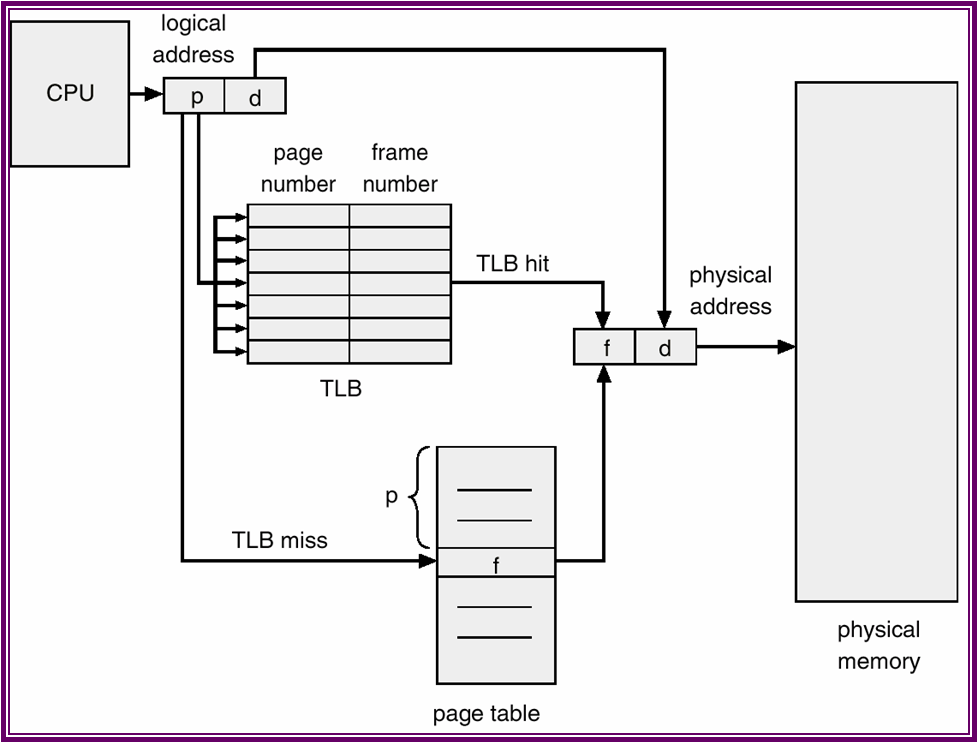 logical
address
CPU
p
d
page
number
frame
number
TLB hit
physical
address
f
d
TLB
p
TLB miss
f
physical
memory
page table